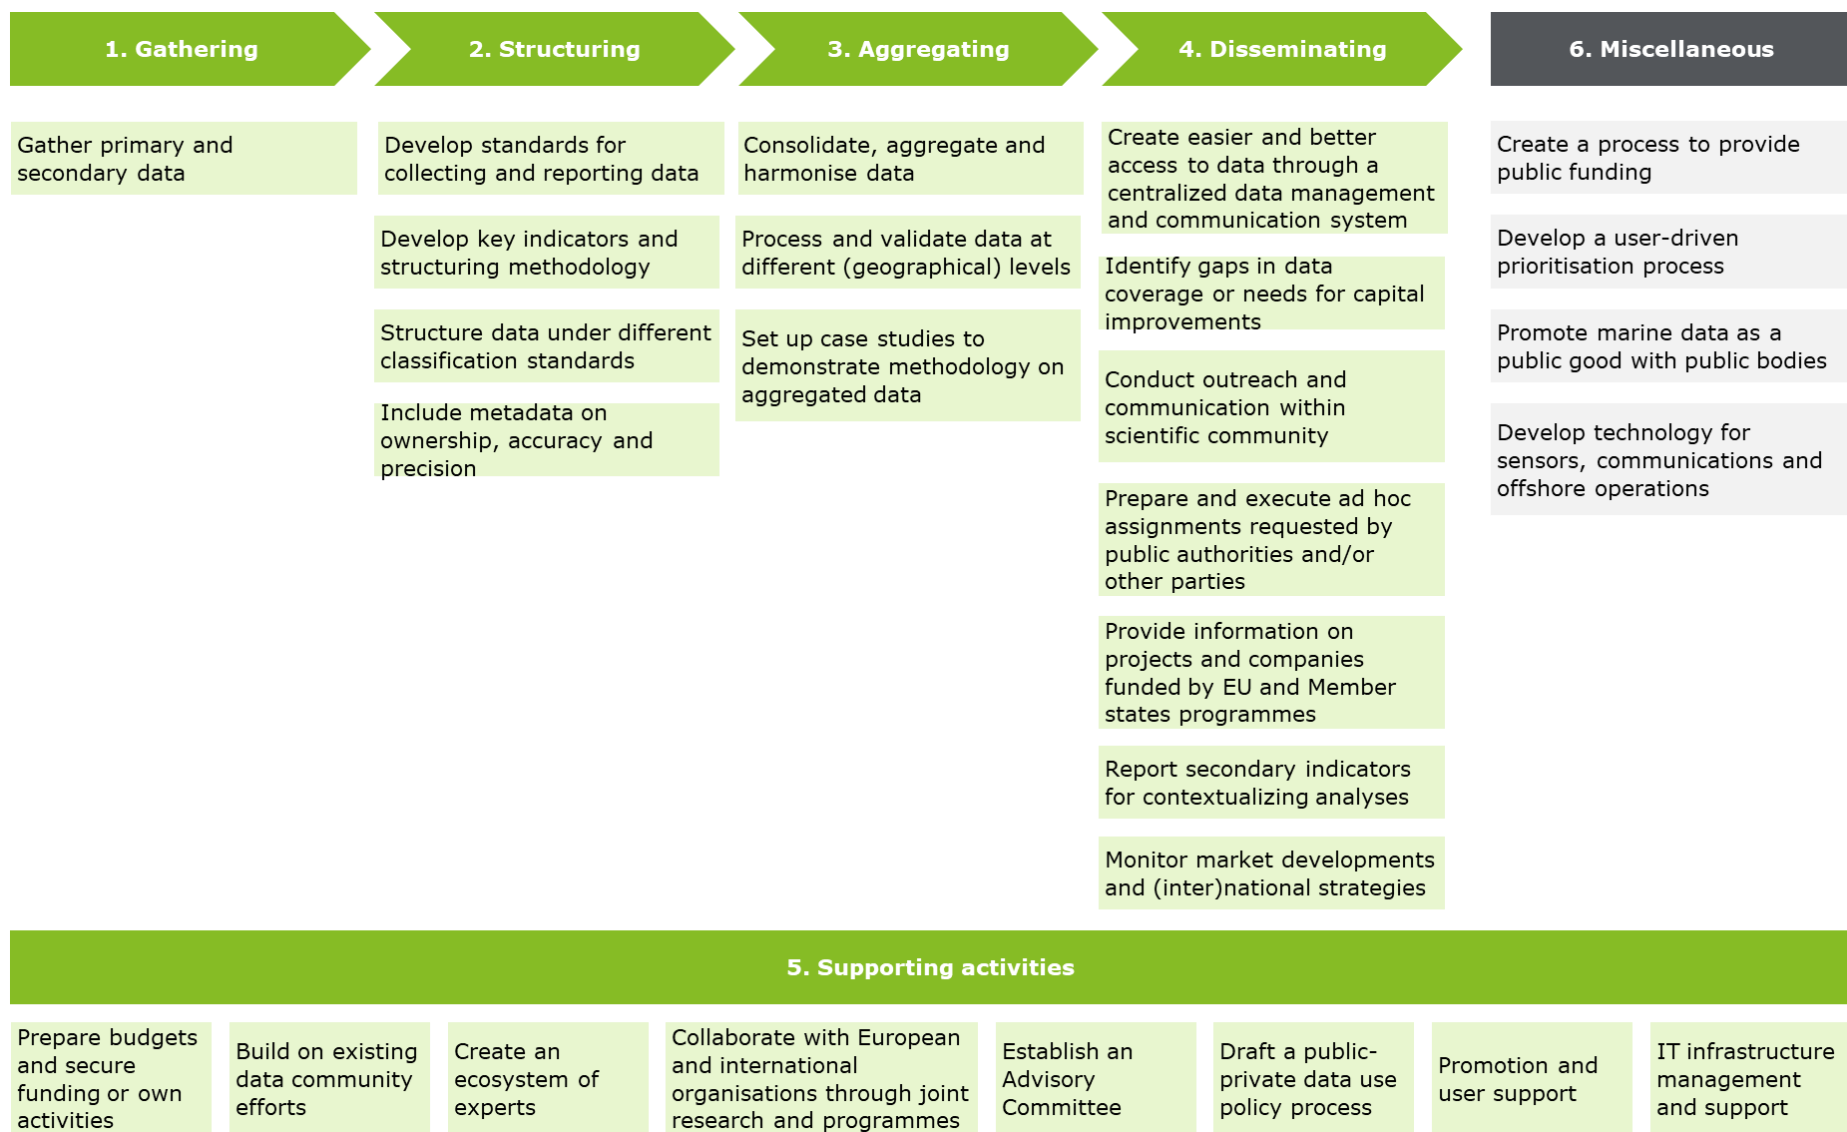 1. Gathering
2. Structuring
3. Aggregating
4. Disseminating
6. Miscellaneous
Gather primary and
secondary data
Develop standards for
collecting and reporting data
Develop key indicators and
structuring methodology
Structure data under different
classification standards
Include metadata on
ownership, accuracy and
precision
Consolidate, aggregate and
harmonise data
Process and validate data at
different (geographical) levels
Set up case studies to
demonstrate methodology on
aggregated data
Create easier and better
access to data through a
centralized data management
and communication system
Identify gaps in data
coverage or needs for capital
improvements
Conduct outreach and
communication within
scientific community
Prepare and execute ad hoc
assignments requested by
public authorities and/or
other parties
Provide information on
projects and companies
funded by EU and Member
states programmes
Report secondary indicators
for contextualizing analyses
Monitor market developments
and (inter)national strategies
Create a process to provide
public funding
Develop a user-driven
prioritisation process
Promote marine data as a
public good with public bodies
Develop technology for
sensors, communications and
offshore operations
5. Supporting activities
Prepare budgets
and secure
funding or own
activities
Build on existing
data community
efforts
Create an
ecosystem of
experts
Collaborate with European
and international
organisations through joint
research and programmes
Establish an
Advisory
Committee
Draft a public-
private data use
policy process
Promotion and
user support
IT infrastructure
management
and support